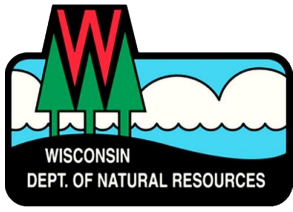 W
WISCONSIN
DEPT. OF NATURAL RESOURCES